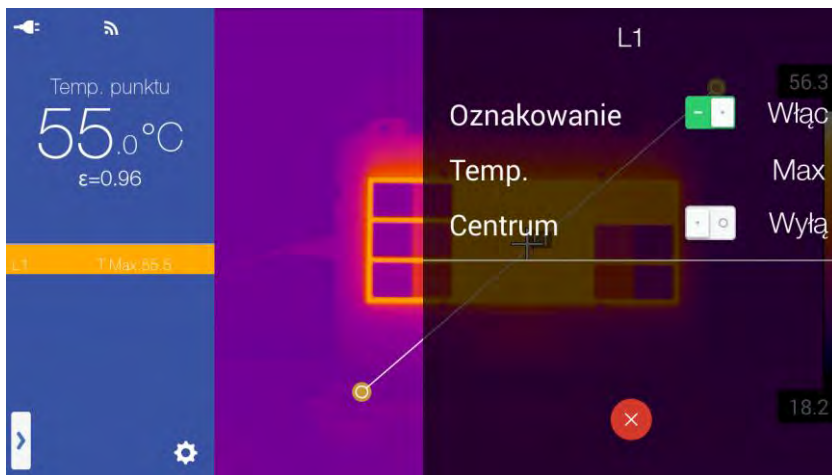 Temp. punktu
55.0°C
ε=0.96
L1 T Max:55.5
L1
Oznakowanie Włąc
Temp. Max
Centrum Wyłą
56.3
18.2